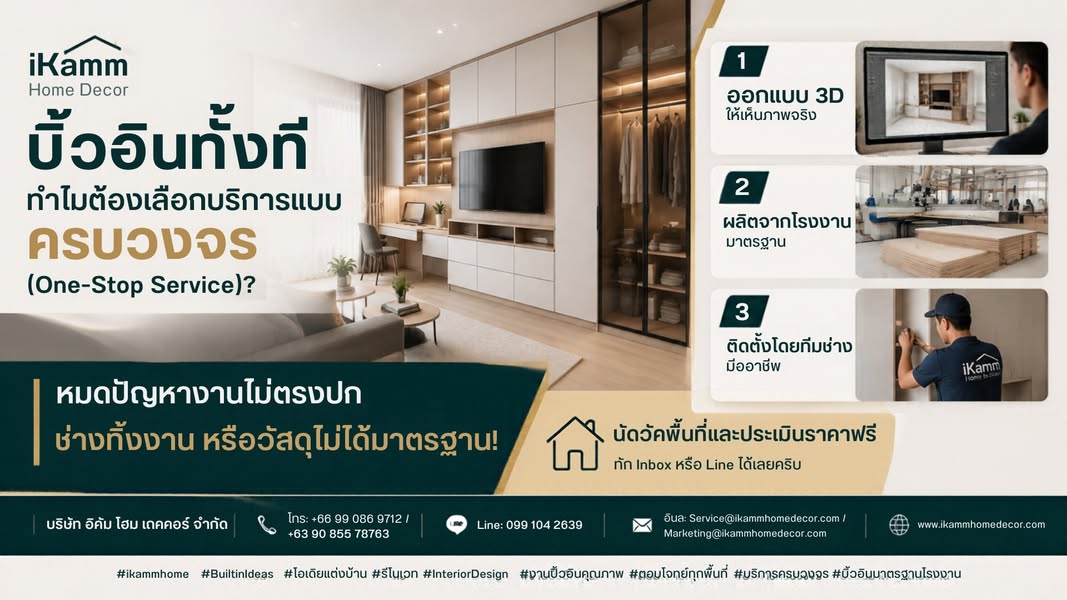 iKamm
Home Decor
บิ้วอินทั้งที
ทำไมต้องเลือกบริการแบบ
ครบวงจร
(One-Stop Service)?
1
ออกแบบ 3D
ให้เห็นภาพจริง
2
ผลิตจากโรงงาน
มาตรฐาน
3
ติดตั้งโดยทีมช่าง
มืออาชีพ
iKamm
หมดปัญหางานไม่ตรงปก
ช่างทิ้งงาน หรือวัสดุไม่ได้มาตรฐาน!
นัดวัดพื้นที่และประเมินราคาฟรี
ทัก Inbox หรือ Line ได้เลยคริบ
บริษัท อิคัม โฮม เดคคอร์ จำกัด
โทร: +66 99 086 9712 /
+63 90 855 78763
Line: 099 104 2639
อีเมล: Service@ikammhomedecor.com /
Marketing@ikammhomedecor.com
www.ikammhomedecor.com
#ikammhome #BuiltinIdeas #โอเดียแต่งบ้าน #รีโนเวท #InteriorDesign #งานบิ้วอินคุณภาพ #ตอบโจทย์ทุกพื้นที่ #บริการครบวงจร #บิ้วอินมาตรฐานโรงงาน